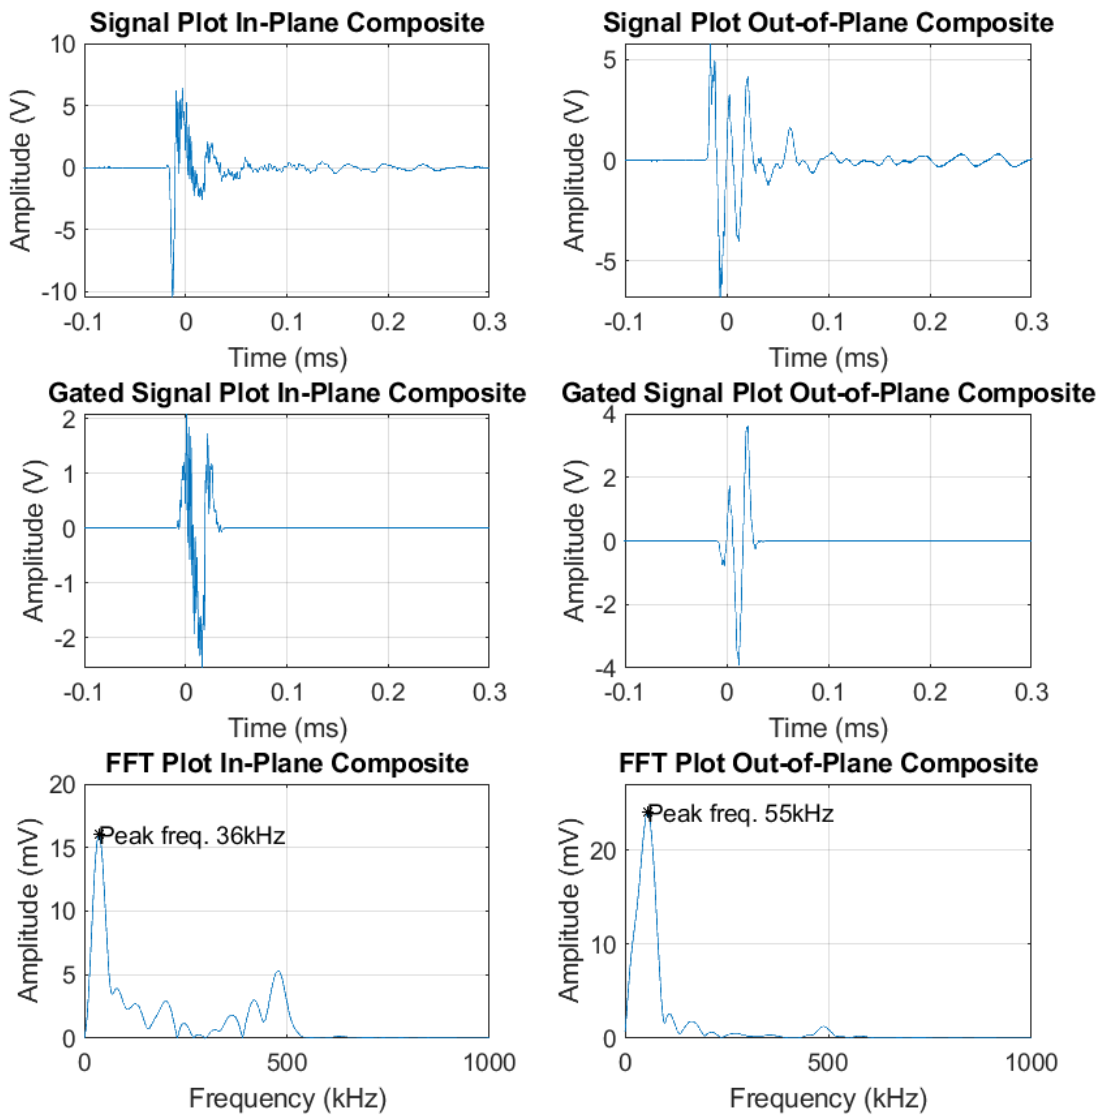 Signal Plot In-Plane Composite
10
5
0
-5
-10
Amplitude (V)
-0.1 0 0.1 0.2 0.3
Time (ms)
Signal Plot Out-of-Plane Composite
5
0
-5
Amplitude (V)
-0.1 0 0.1 0.2 0.3
Time (ms)
Gated Signal Plot In-Plane Composite
2
1
0
-1
-2
Amplitude (V)
-0.1 0 0.1 0.2 0.3
Time (ms)
Gated Signal Plot Out-of-Plane Composite
4
2
0
-2
-4
Amplitude (V)
-0.1 0 0.1 0.2 0.3
Time (ms)
FFT Plot In-Plane Composite
20
15
10
5
0
Amplitude (mV)
Peak freq. 36kHz
0 500 1000
Frequency (kHz)
FFT Plot Out-of-Plane Composite
20
10
0
Amplitude (mV)
Peak freq. 55kHz
0 500 1000
Frequency (kHz)